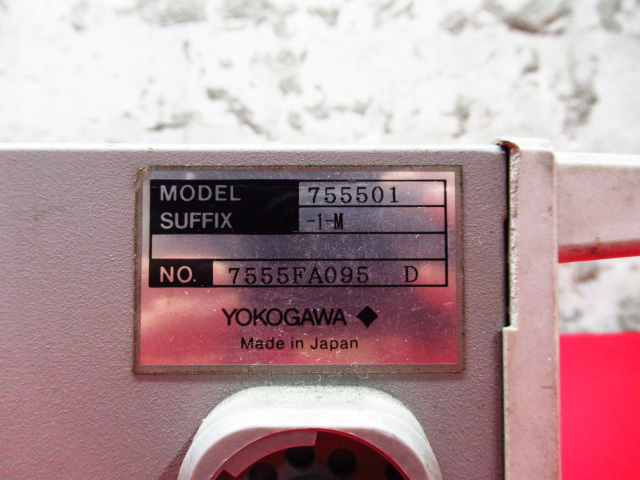 MODEL 755501
SUFFIX -1-M
NO. 7555FA095 D
YOKOGAWA ◆
Made in Japan